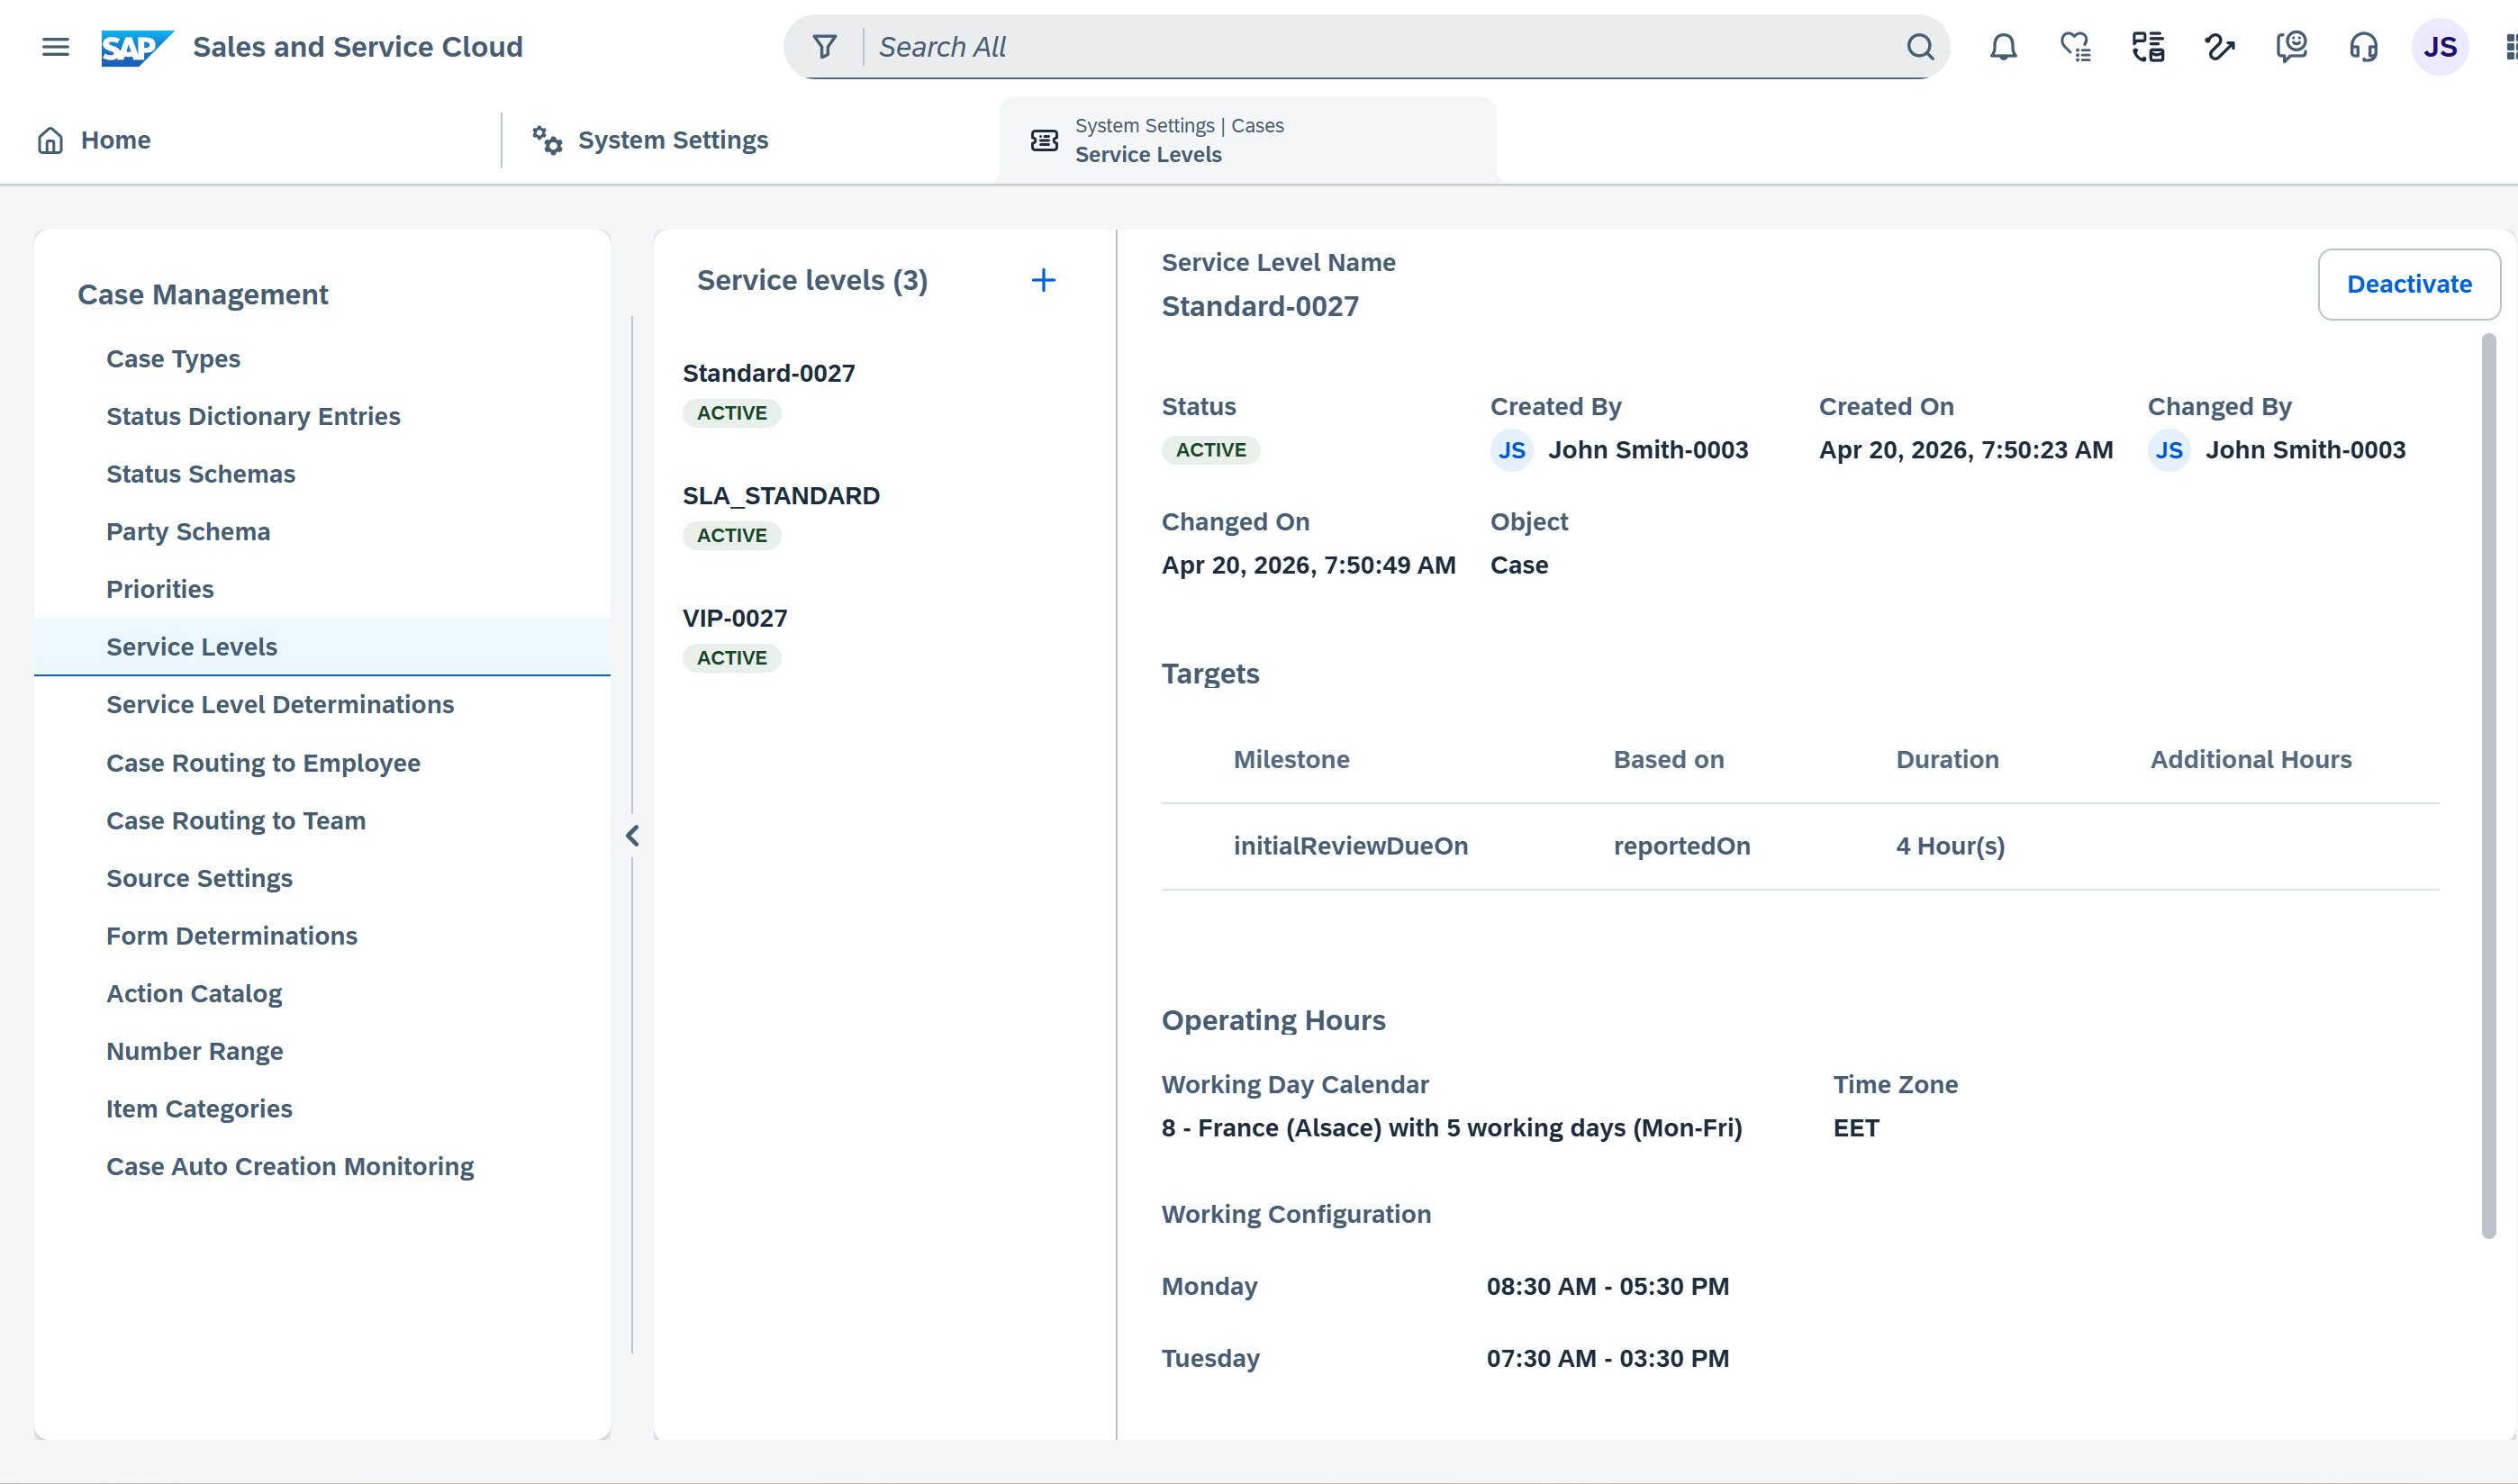 SAP Sales and Service Cloud
Search All
JS
Home
System Settings
System Settings | Cases
Service Levels
Case Management
Case Types
Status Dictionary Entries
Status Schemas
Party Schema
Priorities
Service Levels
Service Level Determinations
Case Routing to Employee
Case Routing to Team
Source Settings
Form Determinations
Action Catalog
Number Range
Item Categories
Case Auto Creation Monitoring
Service levels (3)
Standard-0027
ACTIVE
SLA_STANDARD
ACTIVE
VIP-0027
ACTIVE
Service Level Name
Standard-0027
Deactivate
Status
ACTIVE
Created By
JS John Smith-0003
Created On
Apr 20, 2026, 7:50:23 AM
Changed By
JS John Smith-0003
Changed On
Apr 20, 2026, 7:50:49 AM
Object
Case
Targets
Milestone Based on Duration Additional Hours
initialReviewDueOn reportedOn 4 Hour(s)
Operating Hours
Working Day Calendar
8 - France (Alsace) with 5 working days (Mon-Fri)
Time Zone
EET
Working Configuration
Monday 08:30 AM - 05:30 PM
Tuesday 07:30 AM - 03:30 PM